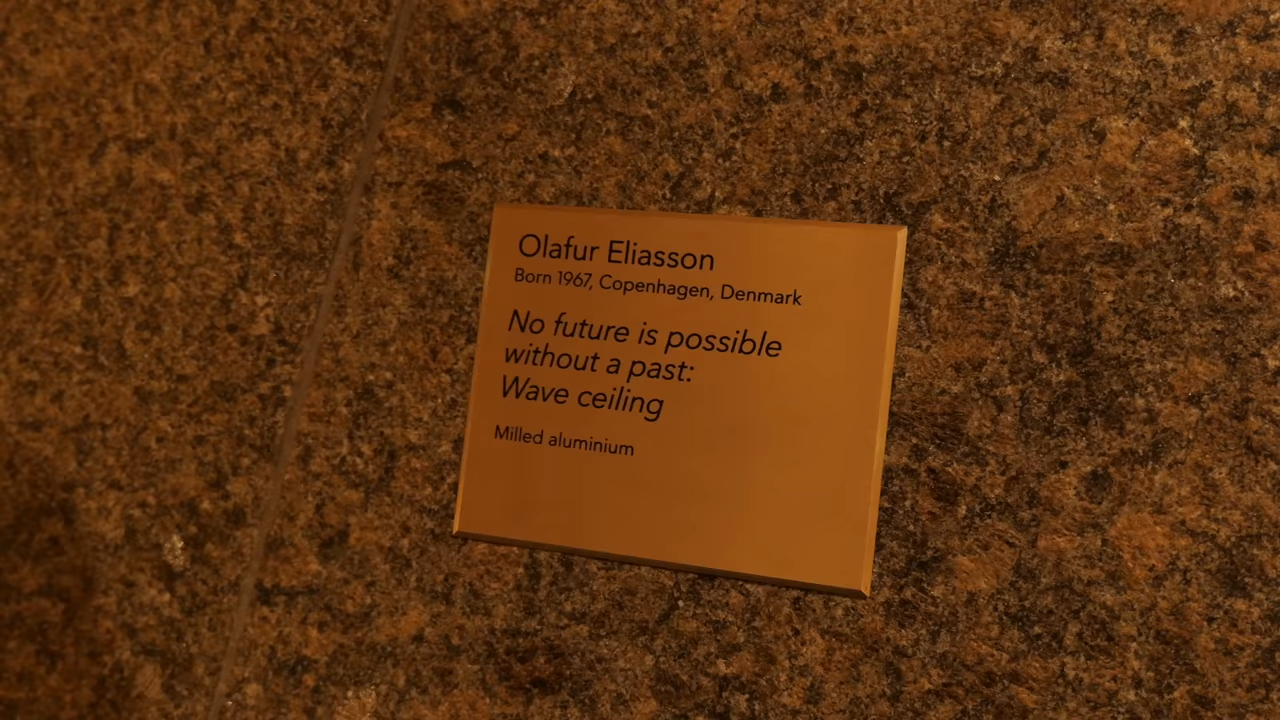 Olafur Eliasson
Born 1967, Copenhagen, Denmark
No future is possible
without a past:
Wave ceiling
Milled aluminium